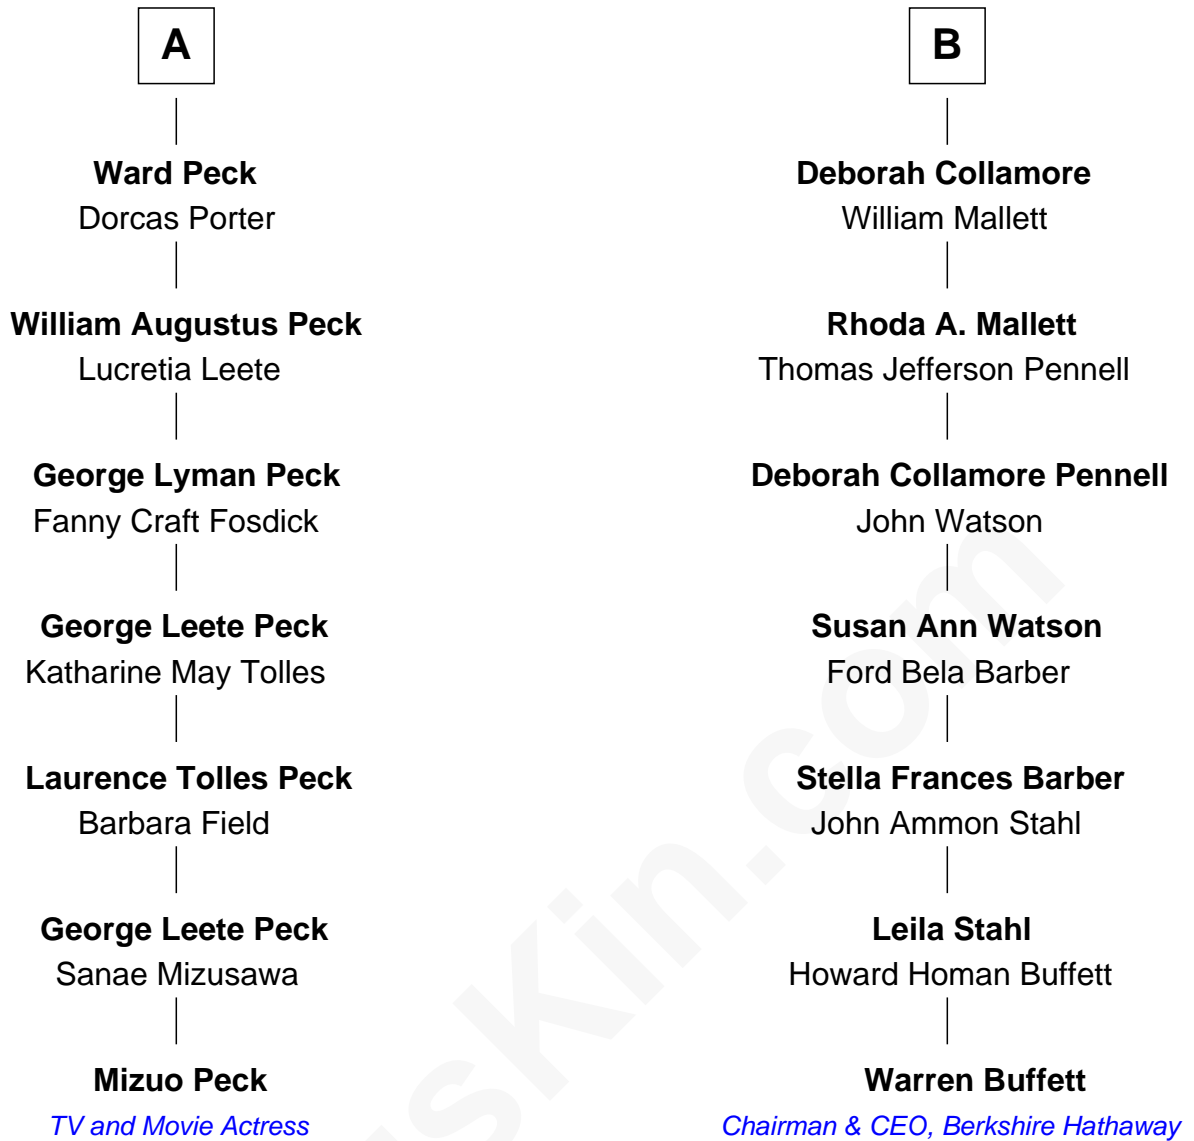 A
Ward Peck
Dorcas Porter
William Augustus Peck
Lucretia Leete
George Lyman Peck
Fanny Craft Fosdick
George Leete Peck
Katharine May Tolles
Laurence Tolles Peck
Barbara Field
George Leete Peck
Sanae Mizusawa
Mizuo Peck
TV and Movie Actress
B
Deborah Collamore
William Mallett
Rhoda A. Mallett
Thomas Jefferson Pennell
Deborah Collamore Pennell
John Watson
Susan Ann Watson
Ford Bela Barber
Stella Frances Barber
John Ammon Stahl
Leila Stahl
Howard Homan Buffett
Warren Buffett
Chairman & CEO, Berkshire Hathaway
sKin.com